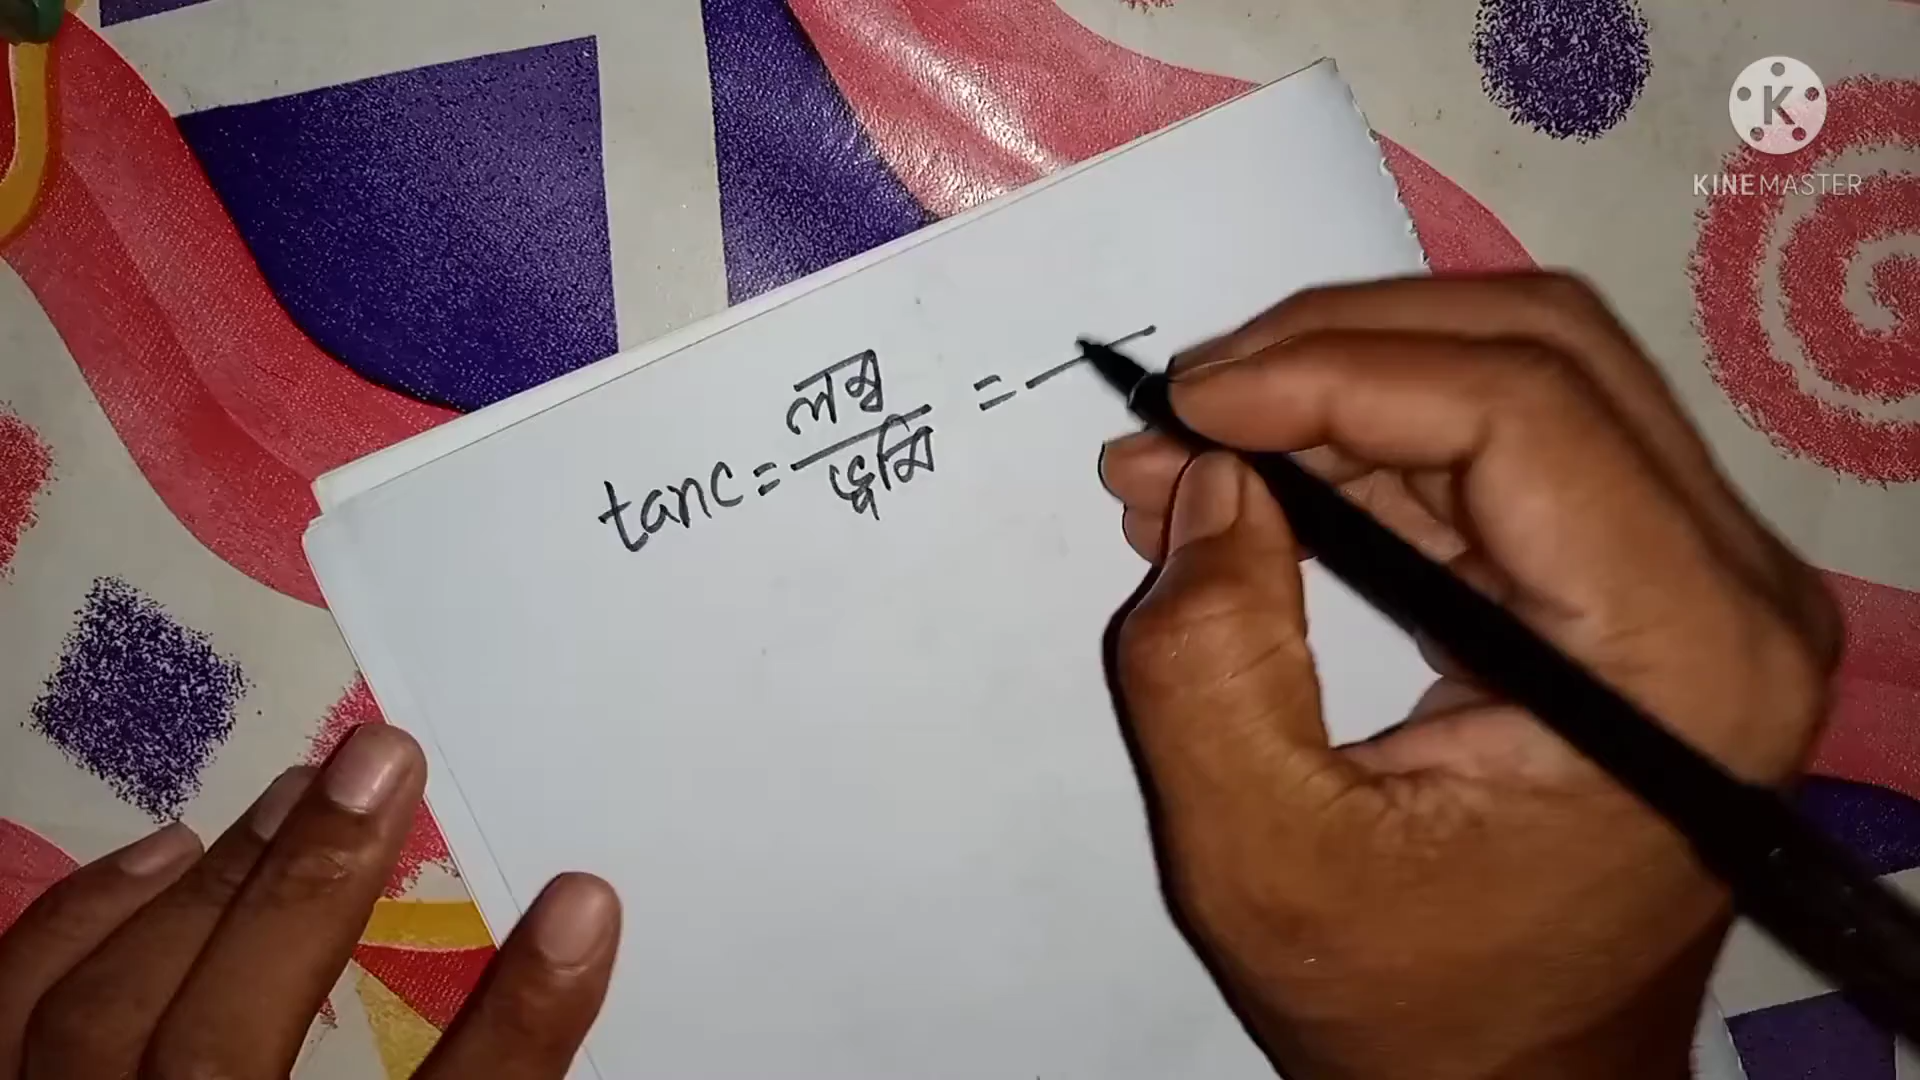 K
KINEMASTER
tanc = লম্ব / ভূমি =